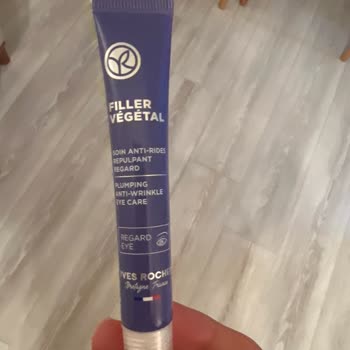 FILLER
VÉGÉTAL
SOIN ANTI-RIDES
REPULPANT
REGARD
PLUMPING
ANTI-WRINKLE
EYE CARE
REGARD
EYE
YVES ROCHER
Bretagne France